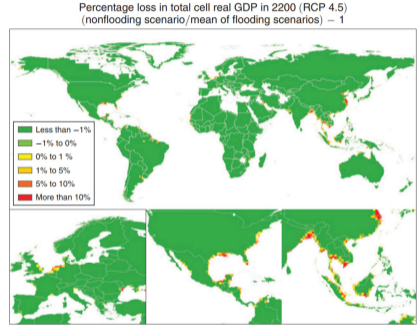 Percentage loss in total cell real GDP in 2200 (RCP 4.5)
(nonflooding scenario/mean of flooding scenarios) − 1
Less than −1%
−1% to 0%
0% to 1 %
1% to 5%
5% to 10%
More than 10%